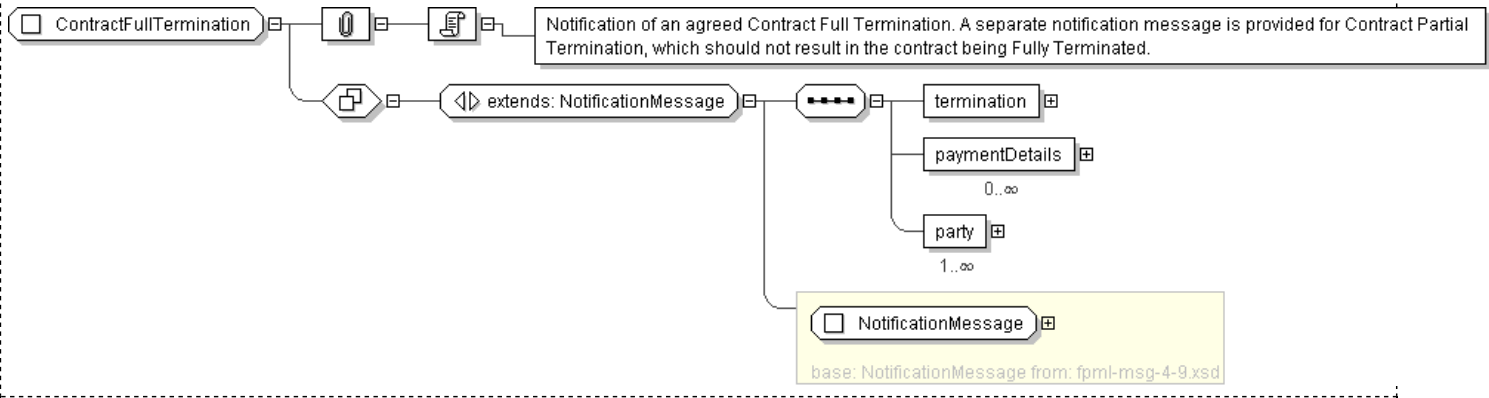 ContractFullTermination
Notification of an agreed Contract Full Termination. A separate notification message is provided for Contract Partial
Termination, which should not result in the contract being Fully Terminated.
extends: NotificationMessage
termination
paymentDetails
0..∞
party
1..∞
NotificationMessage
base: NotificationMessage from: fpml-msg-4-9.xsd